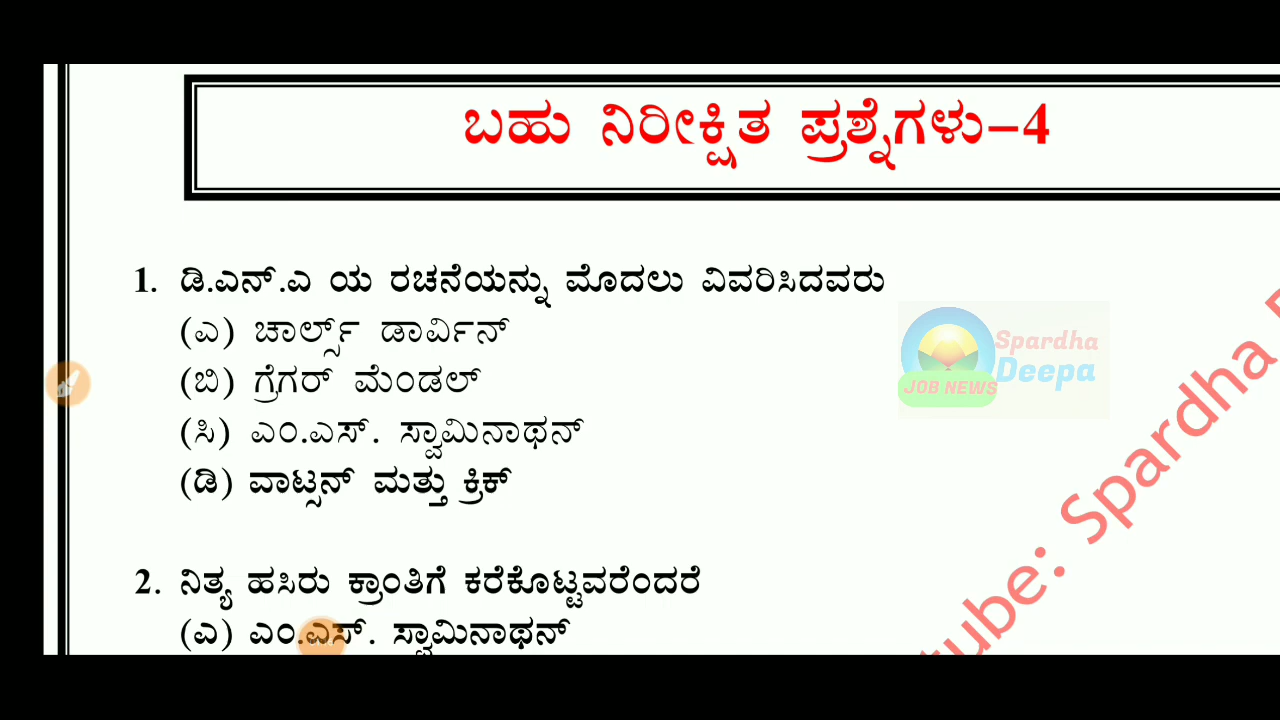 ಬಹು ನಿರೀಕ್ಷಿತ ಪ್ರಶ್ನೆಗಳು-4
1. ಡಿ.ಎನ್.ಎ ಯ ರಚನೆಯನ್ನು ಮೊದಲು ವಿವರಿಸಿದವರು
(ಎ) ಚಾರ್ಲ್ಸ್ ಡಾರ್ವಿನ್
(ಬಿ) ಗ್ರೆಗರ್ ಮೆಂಡಲ್
(ಸಿ) ಎಂ.ಎಸ್. ಸ್ವಾಮಿನಾಥನ್
(ಡಿ) ವಾಟ್ಸನ್ ಮತ್ತು ಕ್ರಿಕ್
Spardha
Deepa
JOB NEWS
2. ನಿತ್ಯ ಹಸಿರು ಕ್ರಾಂತಿಗೆ ಕರೆಕೊಟ್ಟವರೆಂದರೆ
(ಎ) ಎಂ.ಎಸ್. ಸ್ವಾಮಿನಾಥನ್
tube: Spardha